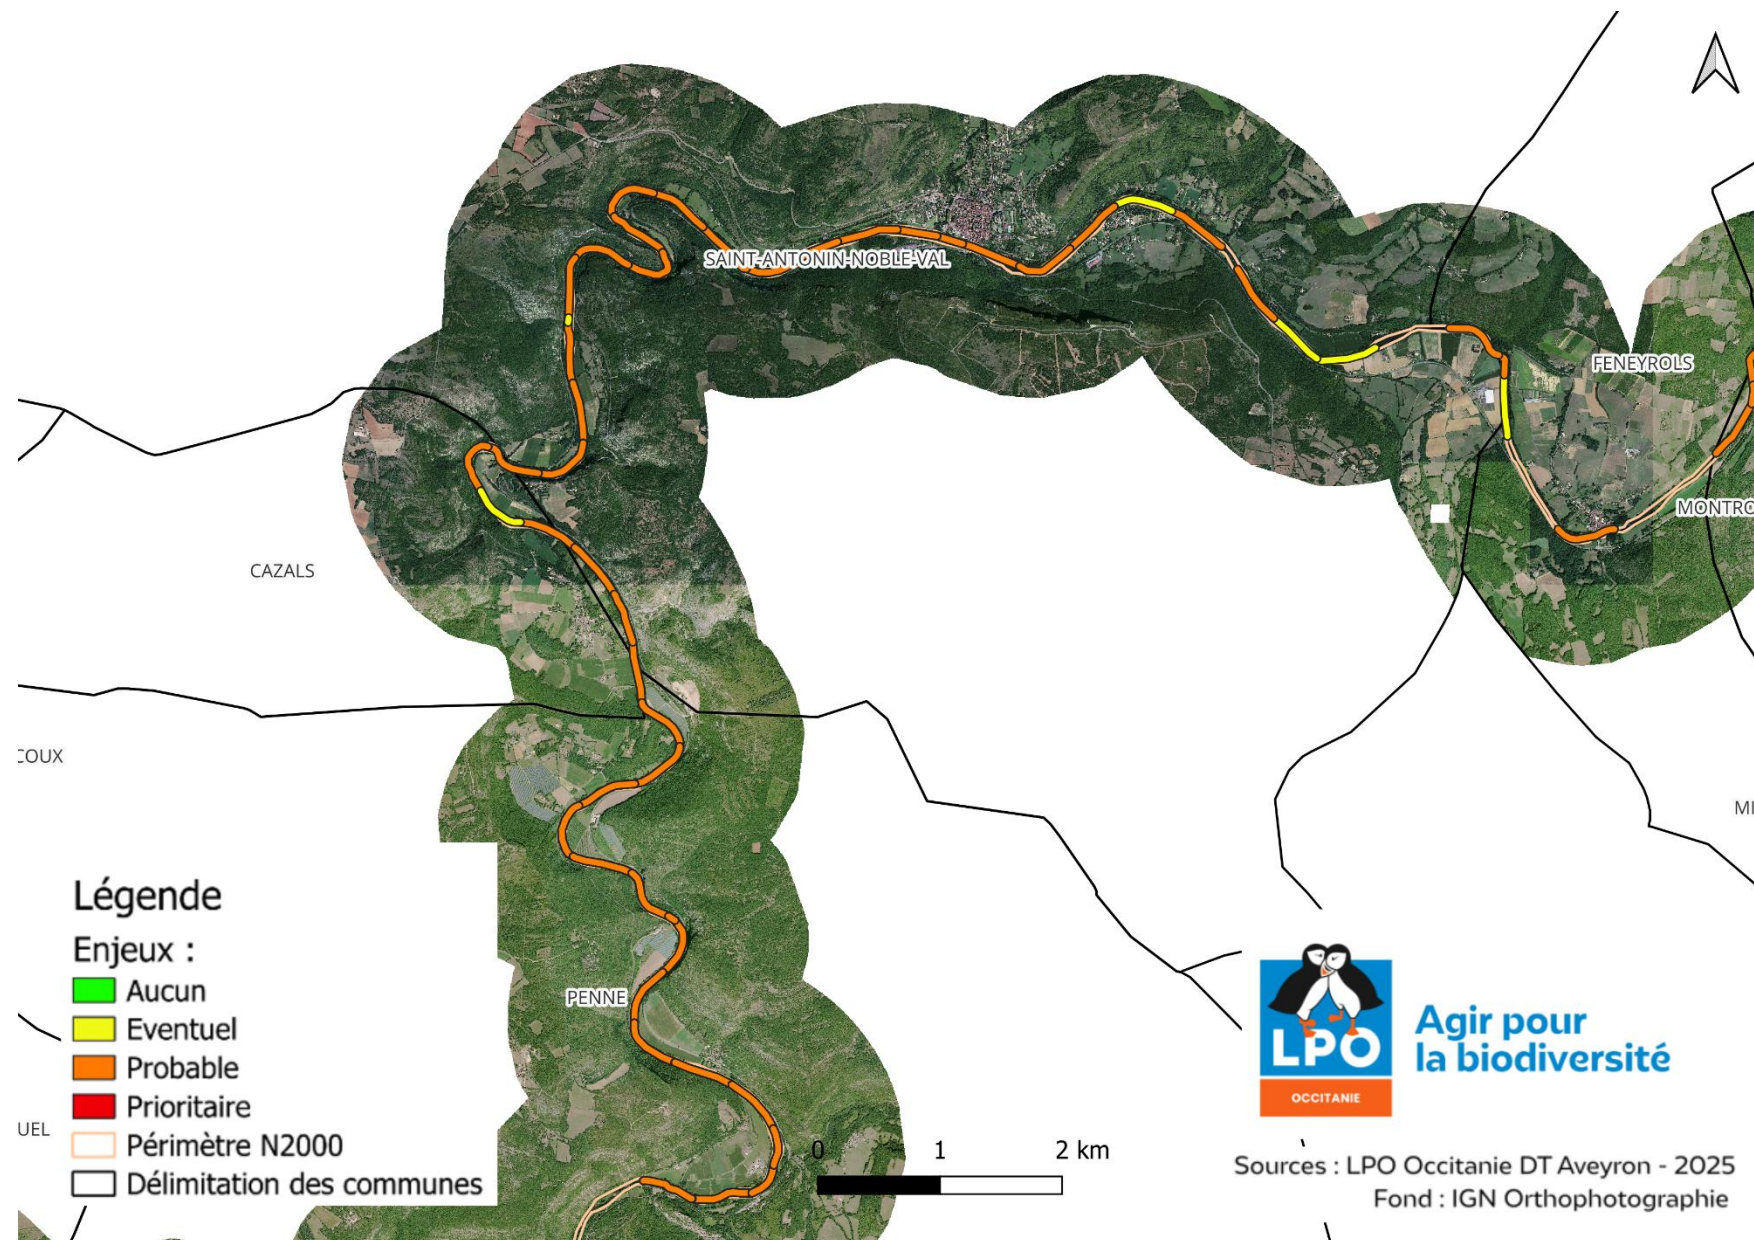 SAINT-ANTONIN-NOBLE-VAL
FENEYROLS
MONTRO
CAZALS
COUX
MI
Légende
Enjeux :
Aucun
Eventuel
Probable
Prioritaire
Périmètre N2000
Délimitation des communes
PENNE
UEL
0 1 2 km
LPO
OCCITANIE
Agir pour
la biodiversité
Sources : LPO Occitanie DT Aveyron - 2025
Fond : IGN Orthophotographie